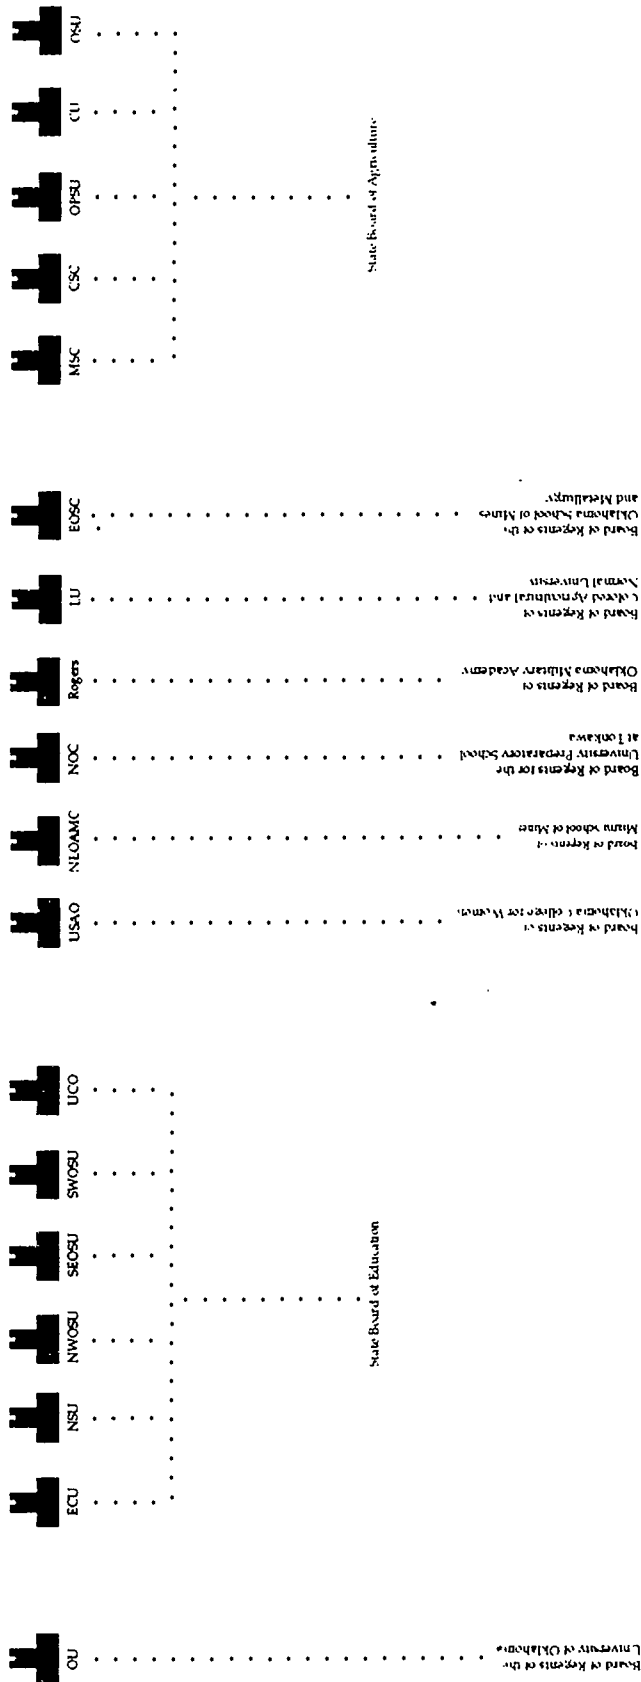 OSU
CU
OPSU
CSC
MSC
State Board of Agriculture
EOSC
Board of Regents of the
Oklahoma School of Mines
and Metallurgy
LU
Board of Regents of
Colored Agricultural and
Normal University
Rogers
Board of Regents of
Oklahoma Military Academy
NOC
Board of Regents for the
University Preparatory School
at Tonkawa
NEOAMC
Board of Regents of
Miami School of Mines
USAO
Board of Regents of
Oklahoma College for Women
UCO
SWOSU
SEOSU
NWOSU
NSU
ECU
State Board of Education
OU
Board of Regents of the
University of Oklahoma